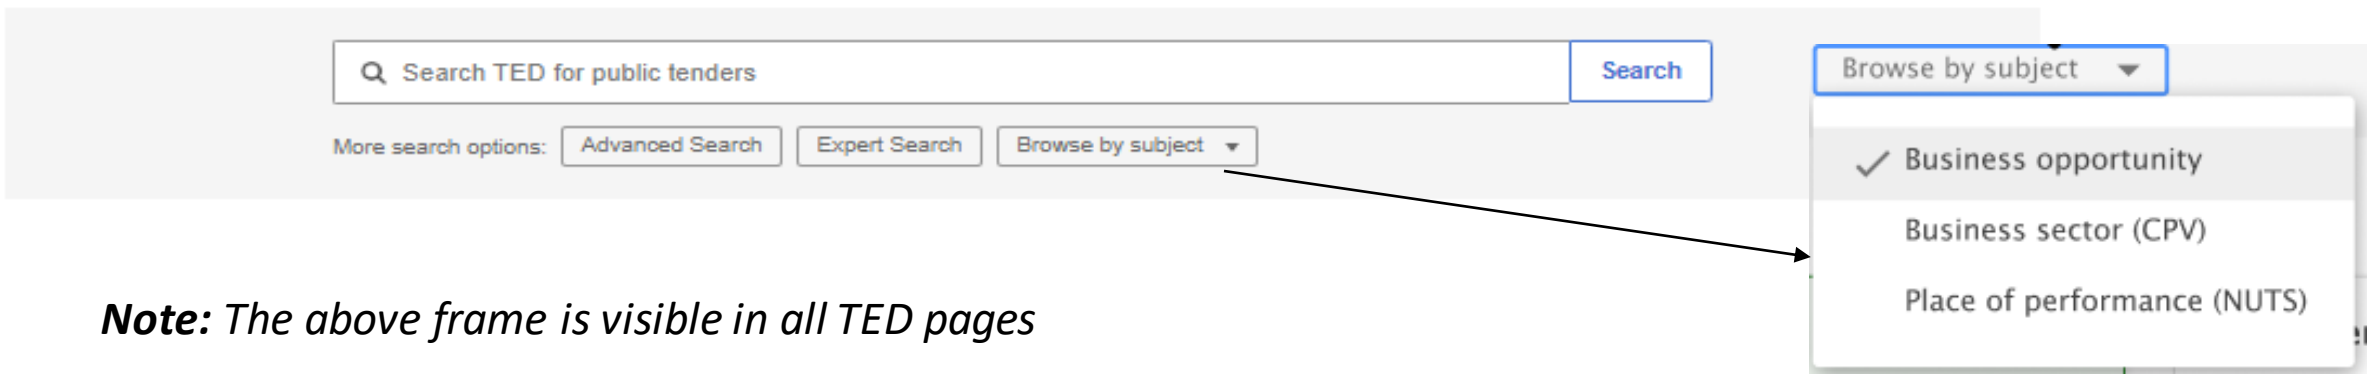 Search TED for public tenders
Search
More search options:
Advanced Search
Expert Search
Browse by subject
Browse by subject
Business opportunity
Business sector (CPV)
Place of performance (NUTS)
Note: The above frame is visible in all TED pages